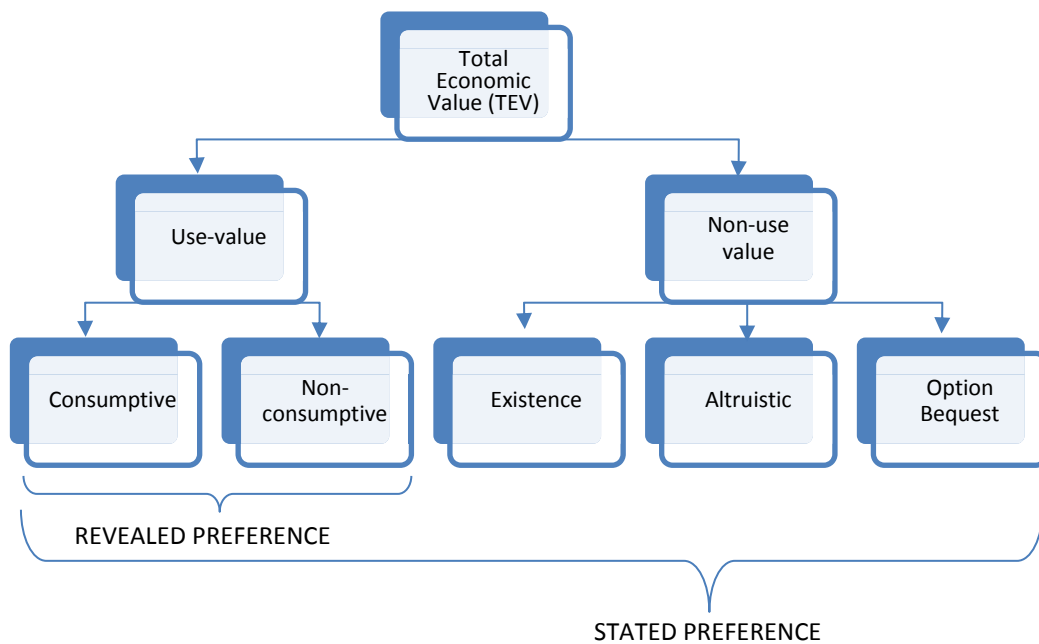 Total
Economic
Value (TEV)
Use-value
Non-use
value
Consumptive
Non-
consumptive
Existence
Altruistic
Option
Bequest
REVEALED PREFERENCE
STATED PREFERENCE